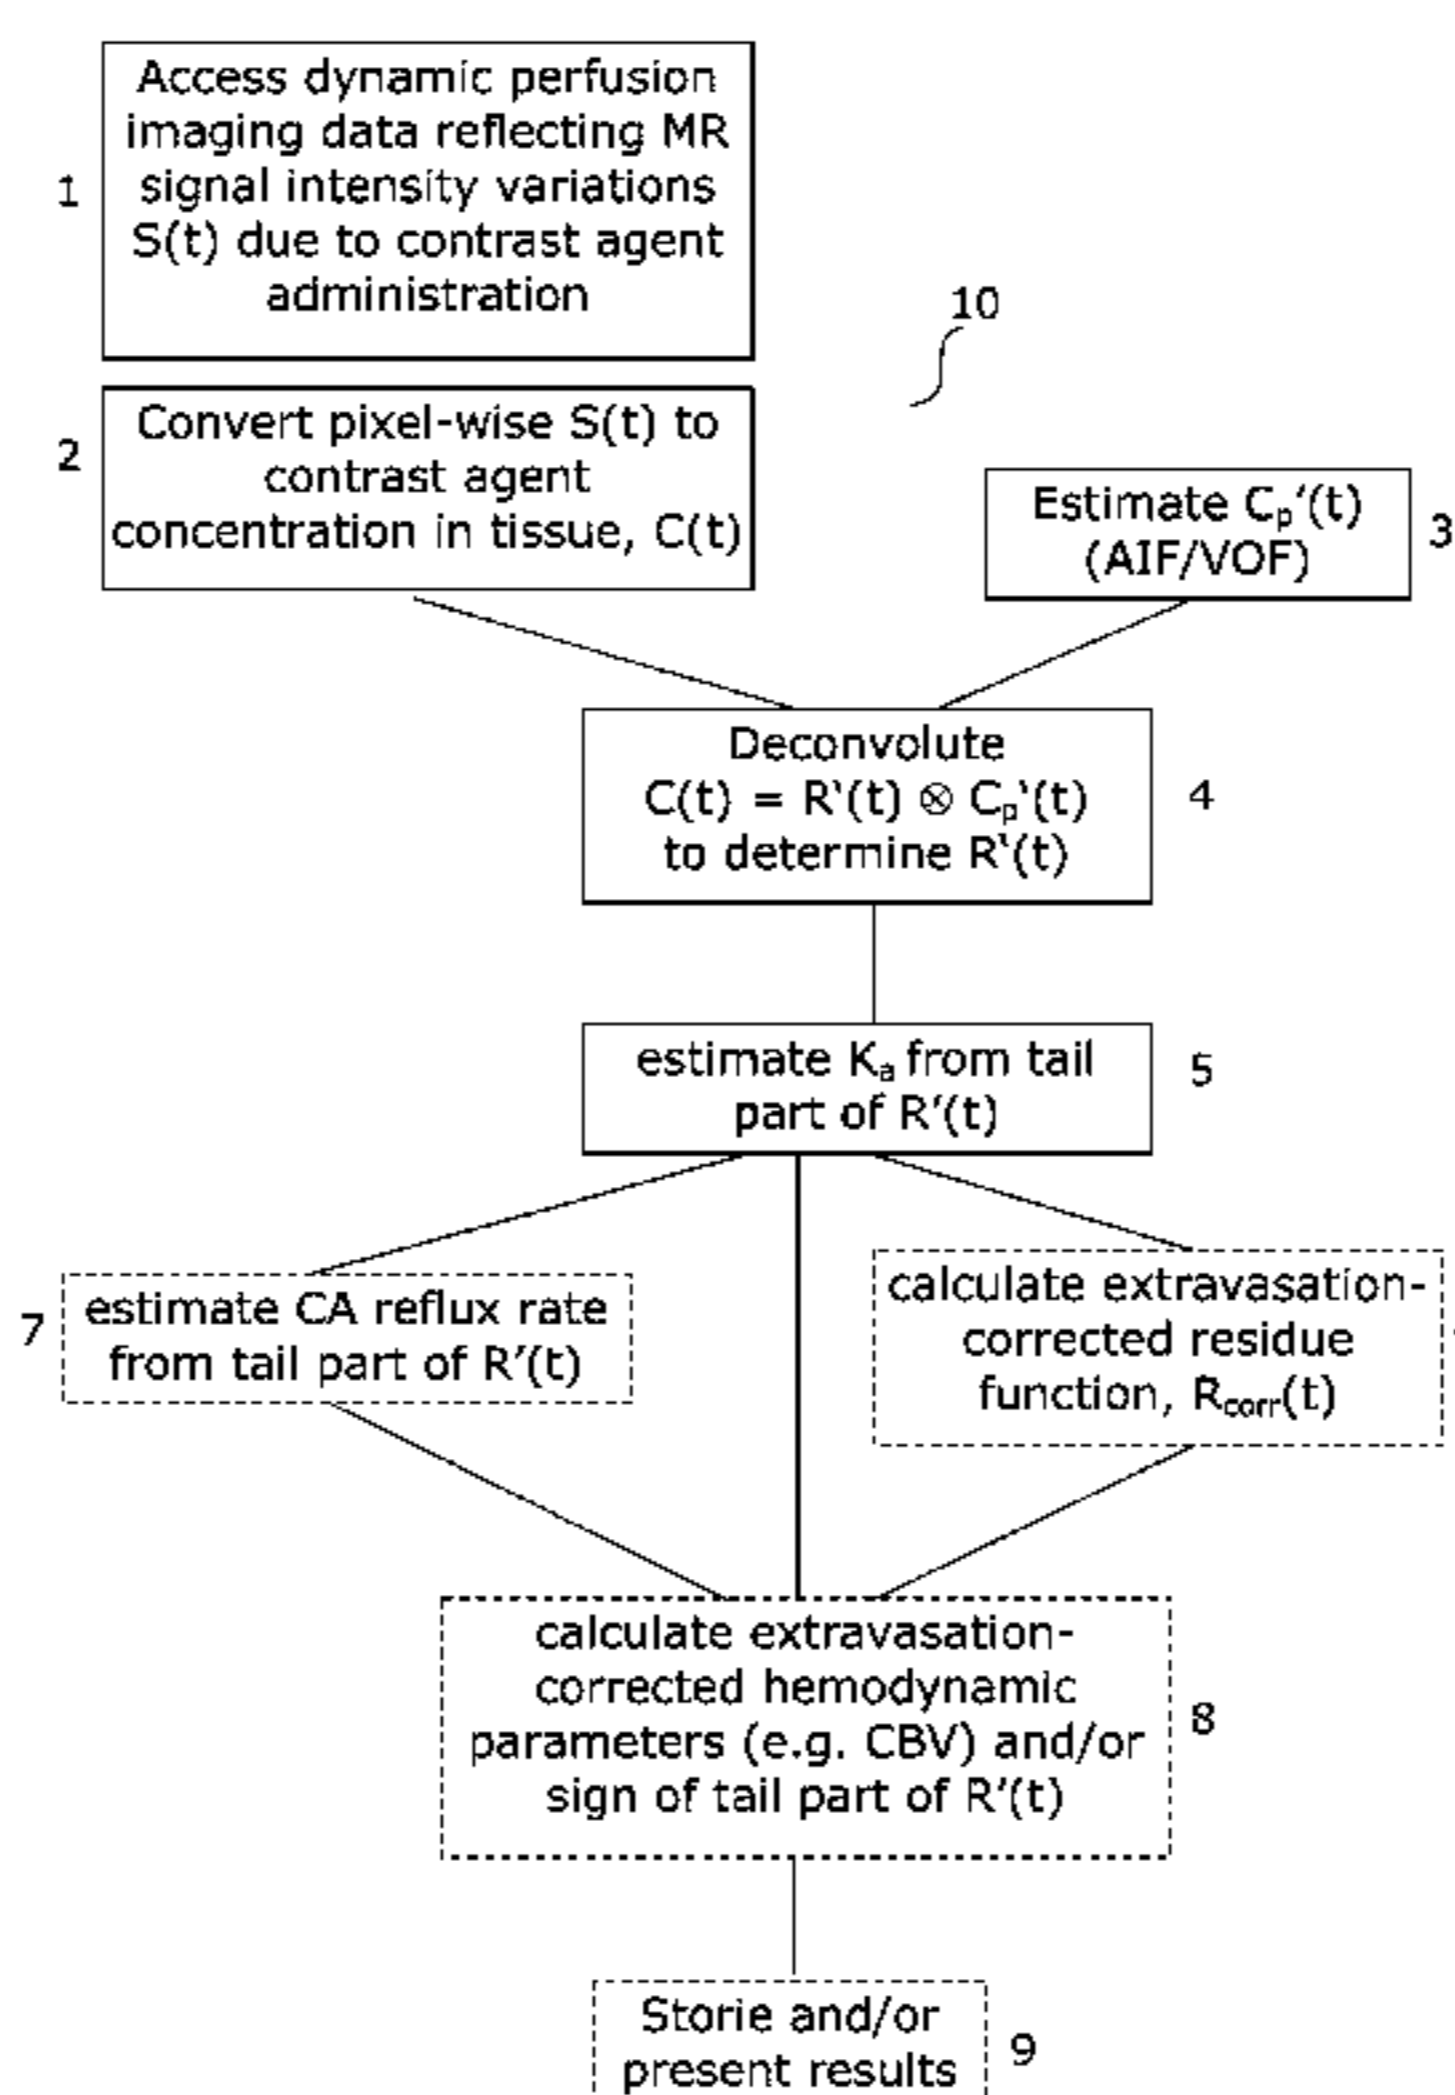 Access dynamic perfusion
imaging data reflecting MR
signal intensity variations
S(t) due to contrast agent
administration
1
10
Convert pixel-wise S(t) to
contrast agent
concentration in tissue, C(t)
2
Estimate Cₚ'(t)
(AIF/VOF)
3
Deconvolute
C(t) = R‘(t) ⊗ Cₚ‘(t)
to determine R‘(t)
4
estimate Kₐ from tail
part of R'(t)
5
7
estimate CA reflux rate
from tail part of R'(t)
calculate extravasation-
corrected residue
function, R_corr(t)
calculate extravasation-
corrected hemodynamic
parameters (e.g. CBV) and/or
sign of tail part of R'(t)
8
Storie and/or
present results
9